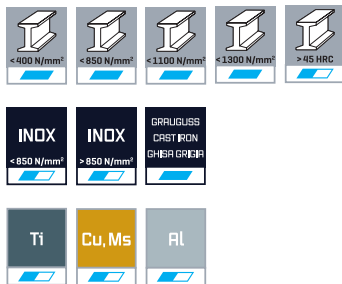 <400 N/mm²
<850 N/mm²
<1100 N/mm²
<1300 N/mm²
>45 HRC
INOX
<850 N/mm²
INOX
>850 N/mm²
GRAUGUSS
CAST IRON
GHISA GRIGIA
Ti
Cu, Ms
Al